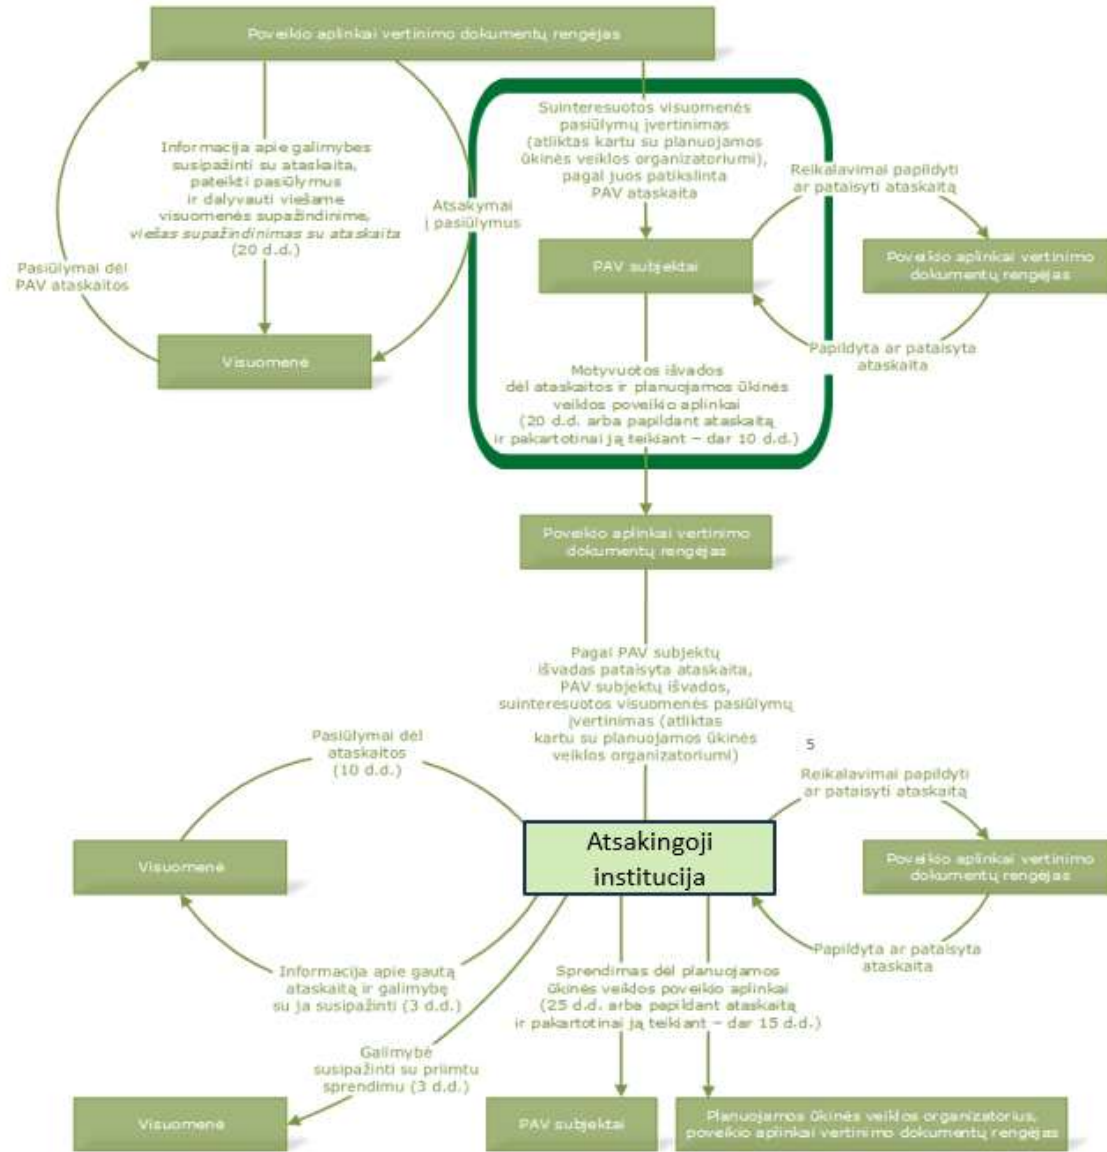 Poveikio aplinkai vertinimo dokumentų rengėjas
Informacija apie galimybes
susipažinti su ataskaita,
pateikti pasiūlymus
ir dalyvauti viešame
visuomenės supažindinime,
viešas supažindinimas su ataskaita
(20 d.d.)
Atsakymai
į pasiūlymus
Pasiūlymai dėl
PAV ataskaitos
Visuomenė
Suinteresuotos visuomenės
pasiūlymų įvertinimas
(atliktas kartu su planuojamos
ūkinės veiklos organizatoriumi),
pagal juos patikslinta
PAV ataskaita
Reikalavimai papildyti
ar pataisyti ataskaitą
PAV subjektai
Poveikio aplinkai vertinimo
dokumentų rengėjas
Papildyta ar pataisyta
ataskaita
Motyvuotos išvados
dėl ataskaitos ir planuojamos ūkinės
veiklos poveikio aplinkai
(20 d.d. arba papildant ataskaitą
ir pakartotinai ją teikiant – dar 10 d.d.)
Poveikio aplinkai vertinimo
dokumentų rengėjas
Pagal PAV subjektų
išvadas pataisyta ataskaita,
PAV subjektų išvados,
suinteresuotos visuomenės pasiūlymų
įvertinimas (atliktas
kartu su planuojamos ūkinės
veiklos organizatoriumi)
5
Pasiūlymai dėl
ataskaitos
(10 d.d.)
Reikalavimai papildyti
ar pataisyti ataskaitą
Visuomenė
Atsakingoji
institucija
Poveikio aplinkai vertinimo
dokumentų rengėjas
Papildyta ar pataisyta
ataskaita
Informacija apie gautą
ataskaitą ir galimybę
su ja susipažinti (3 d.d.)
Sprendimas dėl planuojamos
ūkinės veiklos poveikio aplinkai
(25 d.d. arba papildant ataskaitą
ir pakartotinai ją teikiant – dar 15 d.d.)
Galimybė
susipažinti su priimtu
sprendimu (3 d.d.)
Visuomenė
PAV subjektai
Planuojamos ūkinės veiklos organizatorius,
poveikio aplinkai vertinimo dokumentų rengėjas